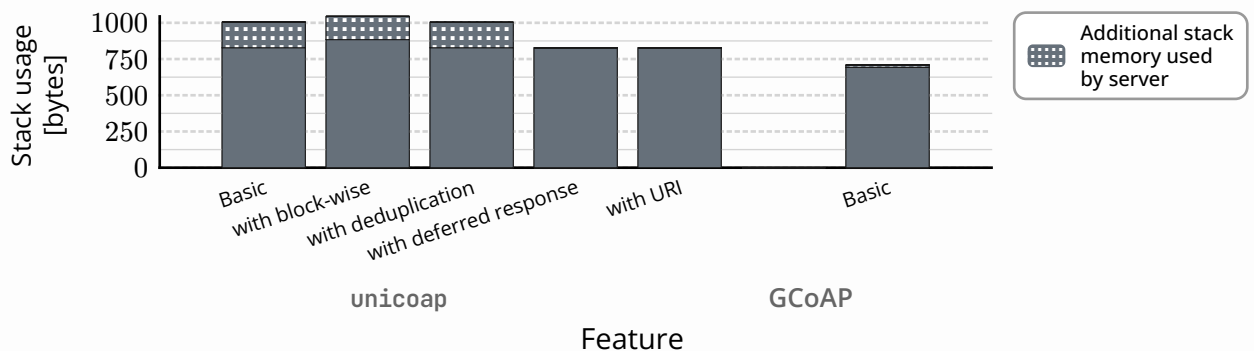 Stack usage
[bytes]
1000
750
500
250
0
Additional stack
memory used
by server
Basic
with block-wise
with deduplication
with deferred response
with URI
Basic
unicoap
GCoAP
Feature